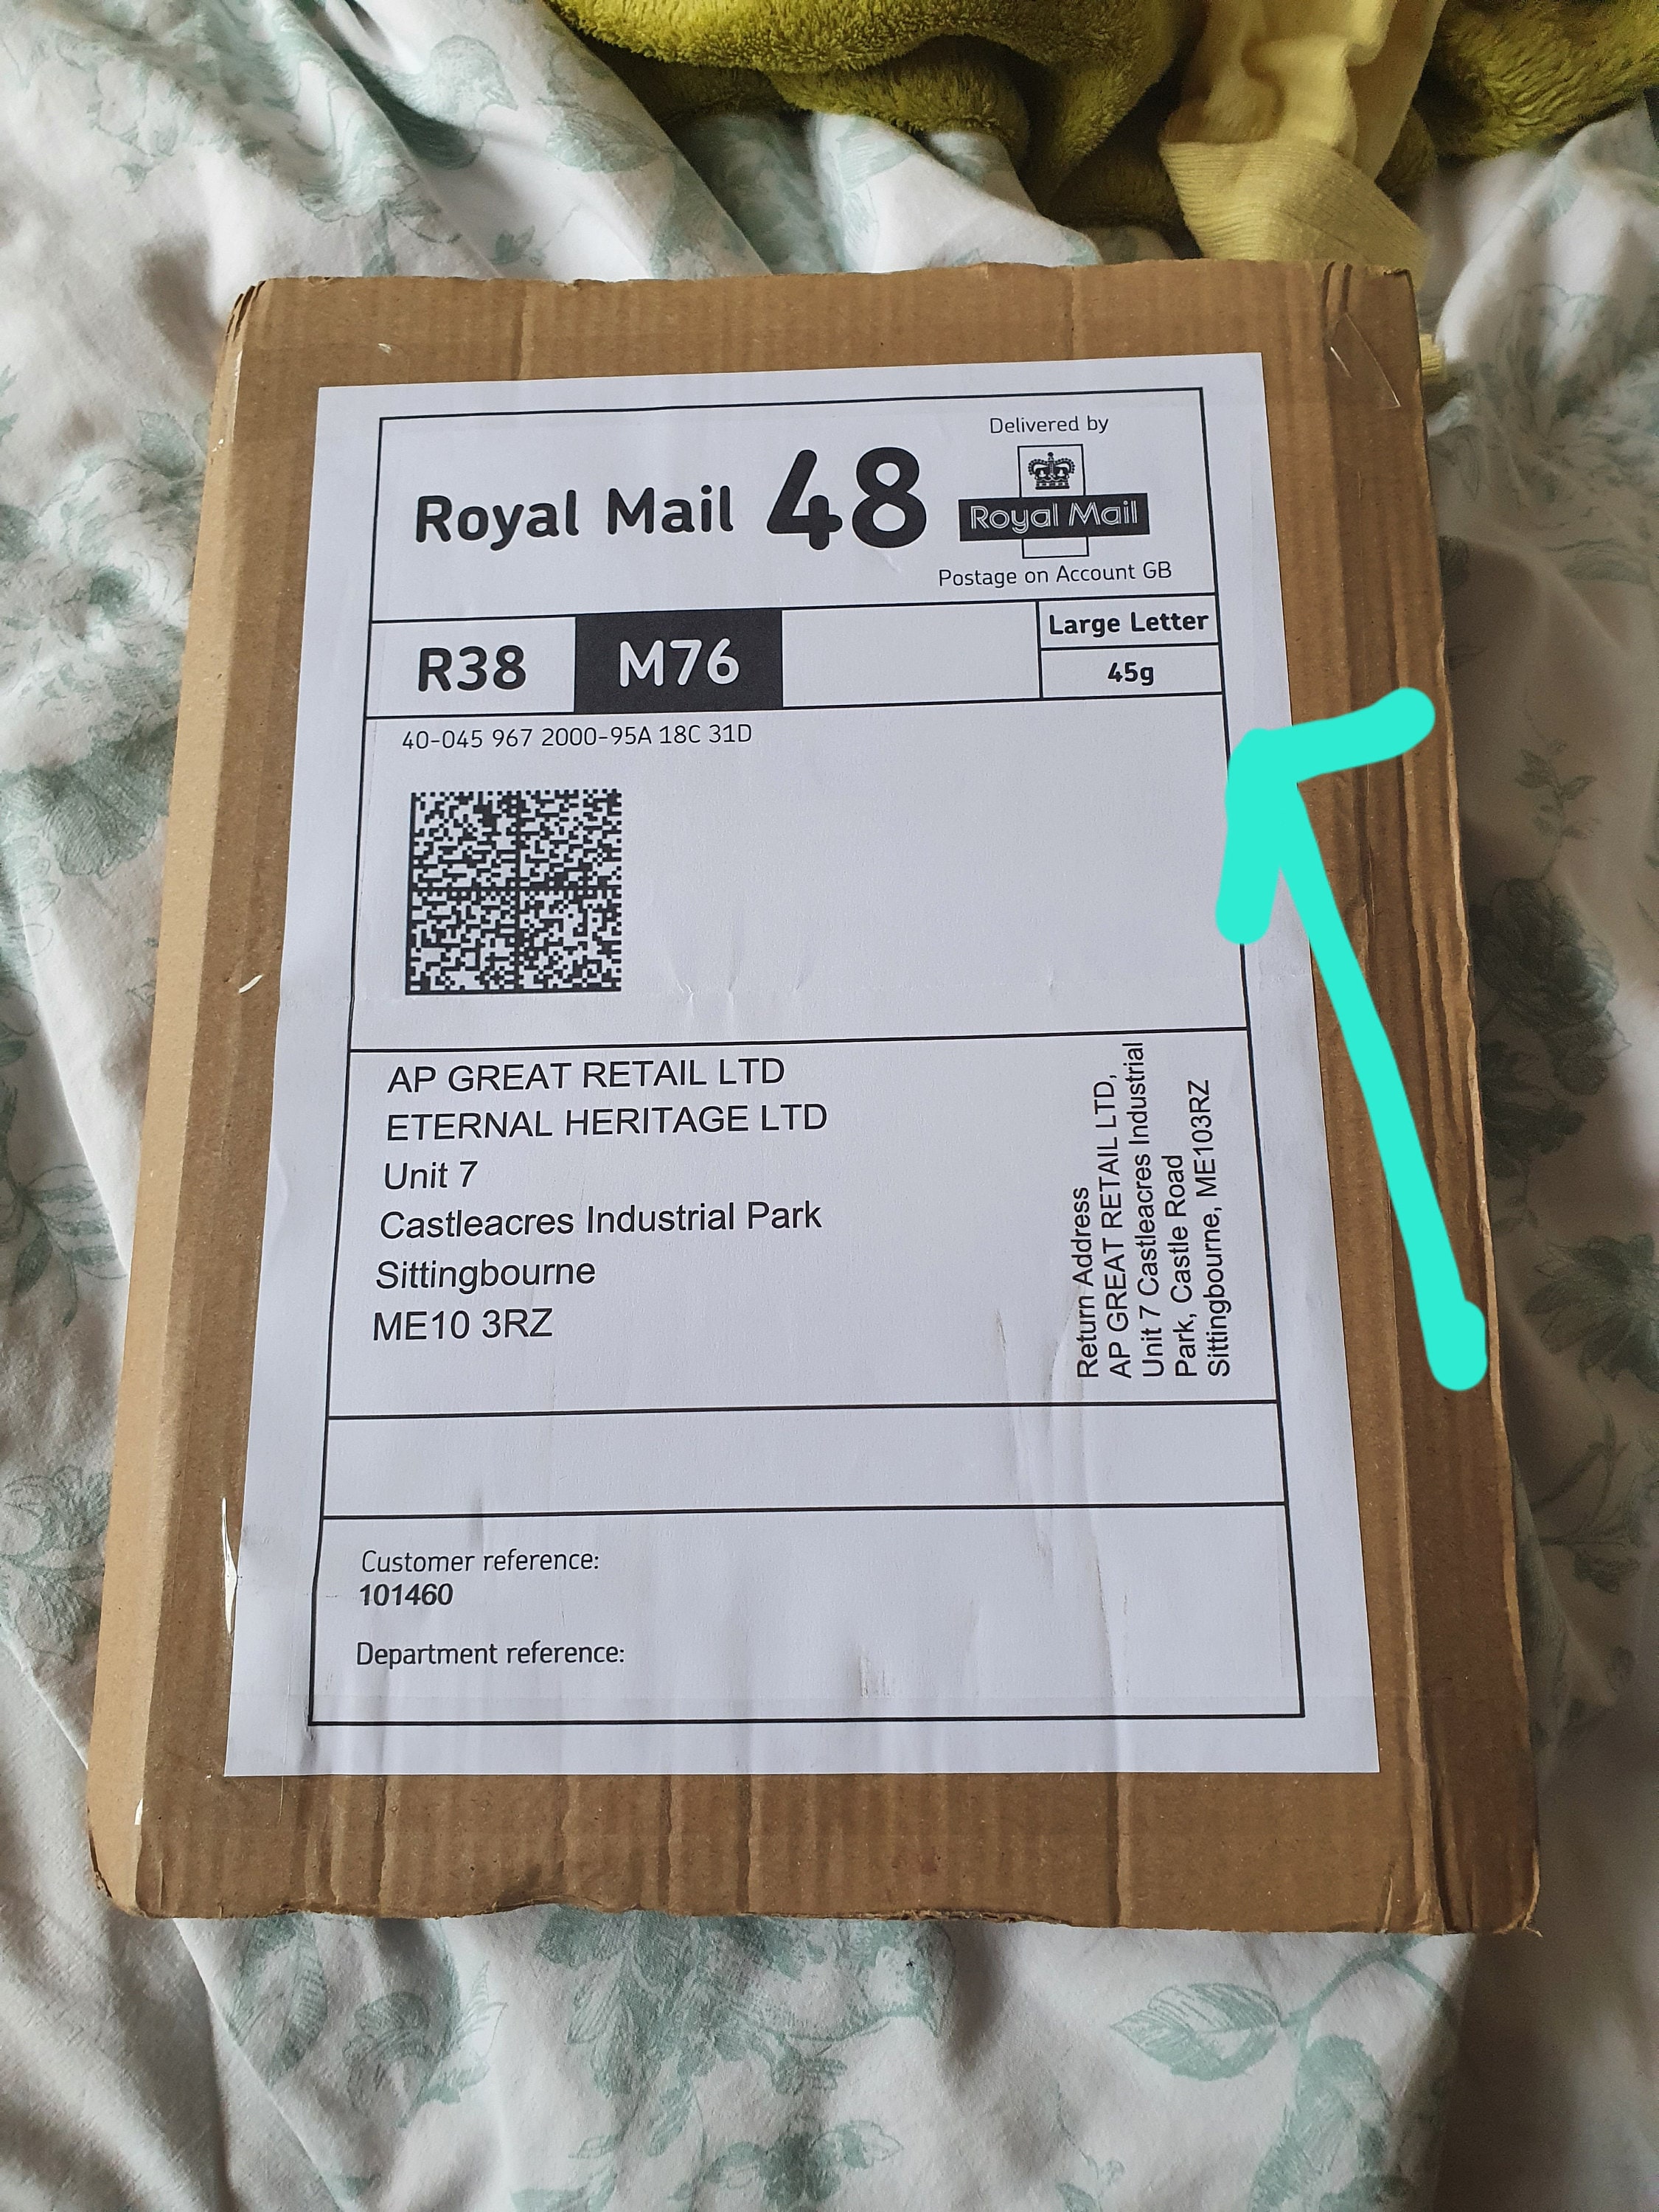 Delivered by
Royal Mail 48
Royal Mail
Postage on Account GB
R38
M76
Large Letter
45g
40-045 967 2000-95A 18C 31D
AP GREAT RETAIL LTD
ETERNAL HERITAGE LTD
Unit 7
Castleacres Industrial Park
Sittingbourne
ME10 3RZ
Return Address
AP GREAT RETAIL LTD,
Unit 7 Castleacres Industrial
Park, Castle Road
Sittingbourne, ME103RZ
Customer reference:
101460
Department reference: